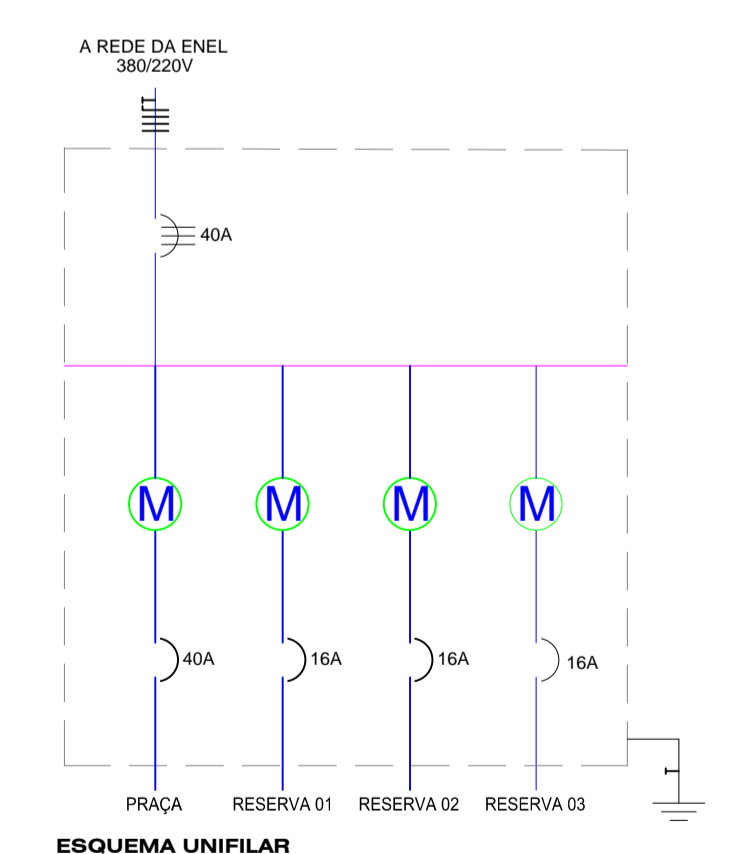 A REDE DA ENEL
380/220V
40A
M M M M
40A 16A 16A 16A
PRAÇA RESERVA 01 RESERVA 02 RESERVA 03
ESQUEMA UNIFILAR